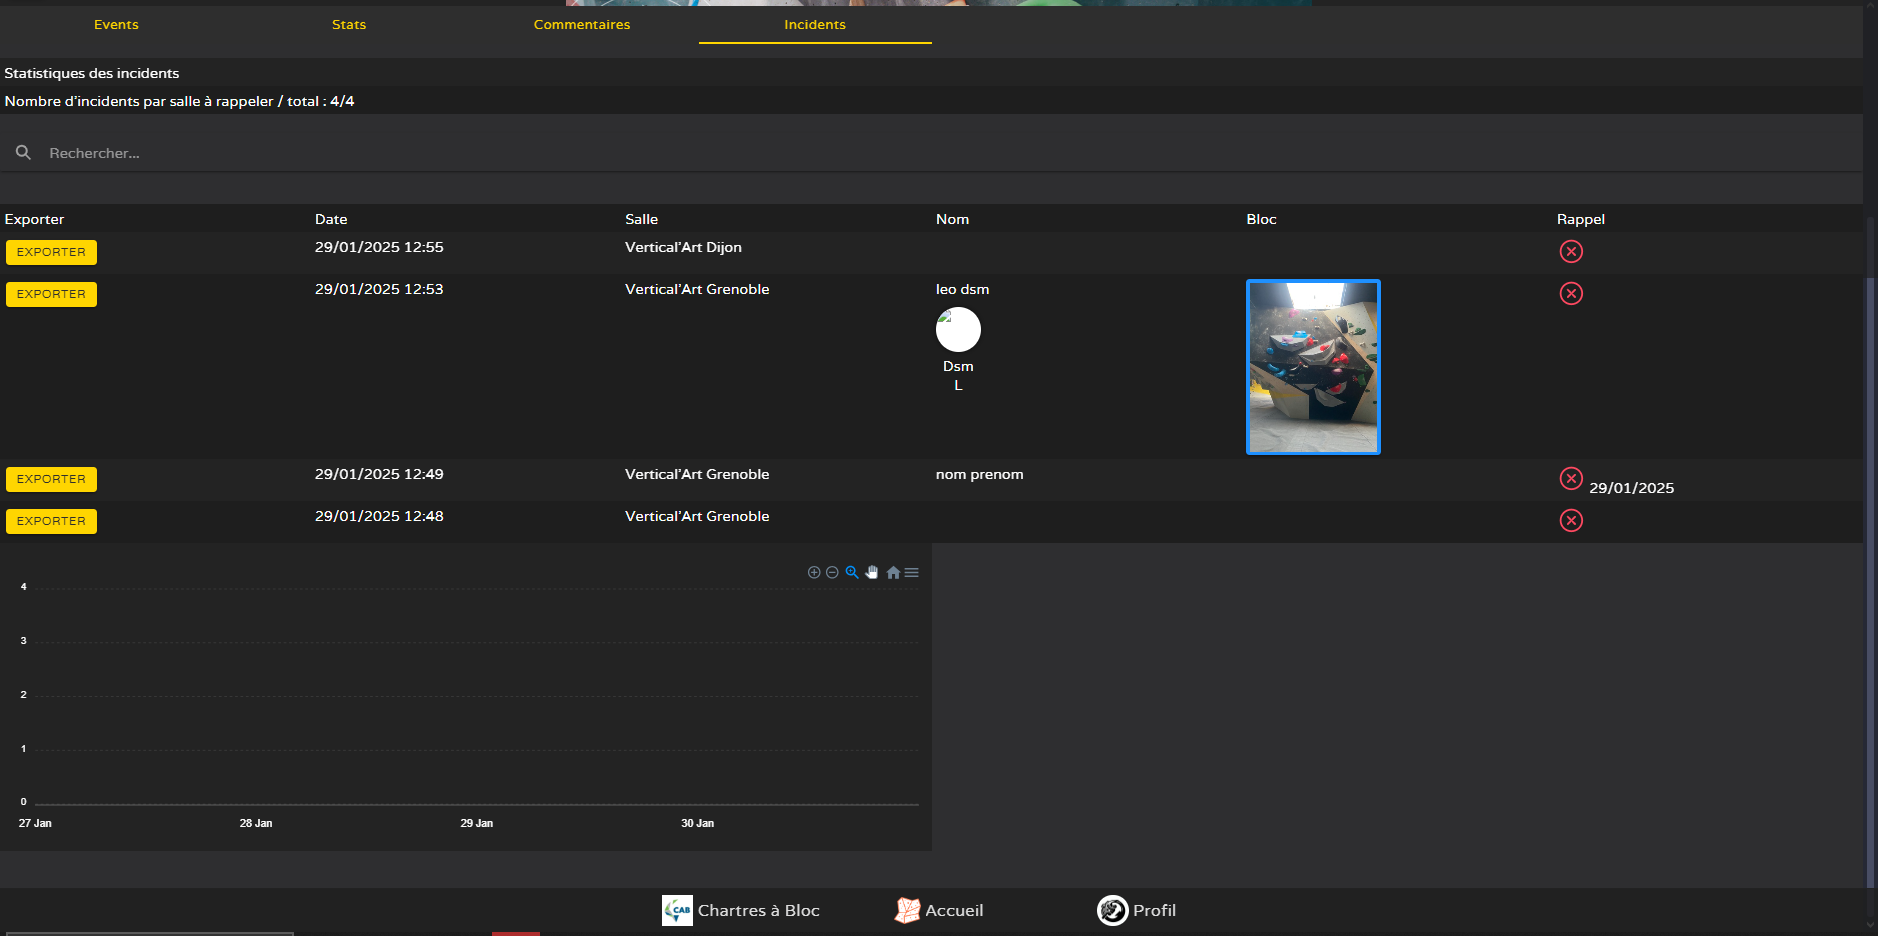 Events Stats Commentaires Incidents
Statistiques des incidents
Nombre d'incidents par salle à rappeler / total : 4/4
Rechercher...
Exporter Date Salle Nom Bloc Rappel
EXPORTER 29/01/2025 12:55 Vertical'Art Dijon
EXPORTER 29/01/2025 12:53 Vertical'Art Grenoble leo dsm
Dsm
L
EXPORTER 29/01/2025 12:49 Vertical'Art Grenoble nom prenom 29/01/2025
EXPORTER 29/01/2025 12:48 Vertical'Art Grenoble
4
3
2
1
0
27 Jan 28 Jan 29 Jan 30 Jan
CAB Chartres à Bloc Accueil Profil